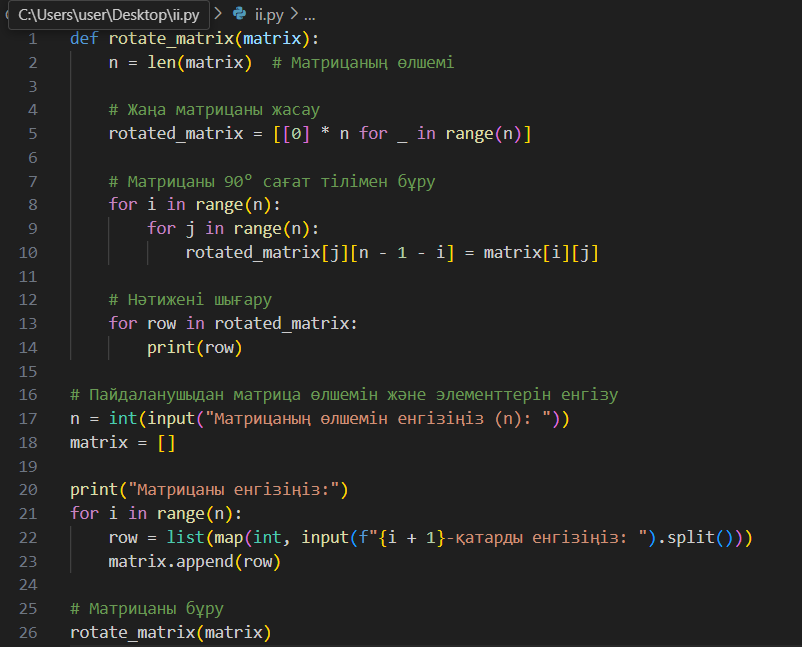 C:\Users\user\Desktop\ii.py > ii.py > ...
1 def rotate_matrix(matrix):
2     n = len(matrix)  # Матрицаның өлшемі
3
4     # Жаңа матрицаны жасау
5     rotated_matrix = [[0] * n for _ in range(n)]
6
7     # Матрицаны 90° сағат тілімен бұру
8     for i in range(n):
9         for j in range(n):
10             rotated_matrix[j][n - 1 - i] = matrix[i][j]
11
12     # Нәтижені шығару
13     for row in rotated_matrix:
14         print(row)
15
16 # Пайдаланушыдан матрица өлшемін және элементтерін енгізу
17 n = int(input("Матрицаның өлшемін енгізіңіз (n): "))
18 matrix = []
19
20 print("Матрицаны енгізіңіз:")
21 for i in range(n):
22     row = list(map(int, input(f"{i + 1}-қатарды енгізіңіз: ").split()))
23     matrix.append(row)
24
25 # Матрицаны бұру
26 rotate_matrix(matrix)